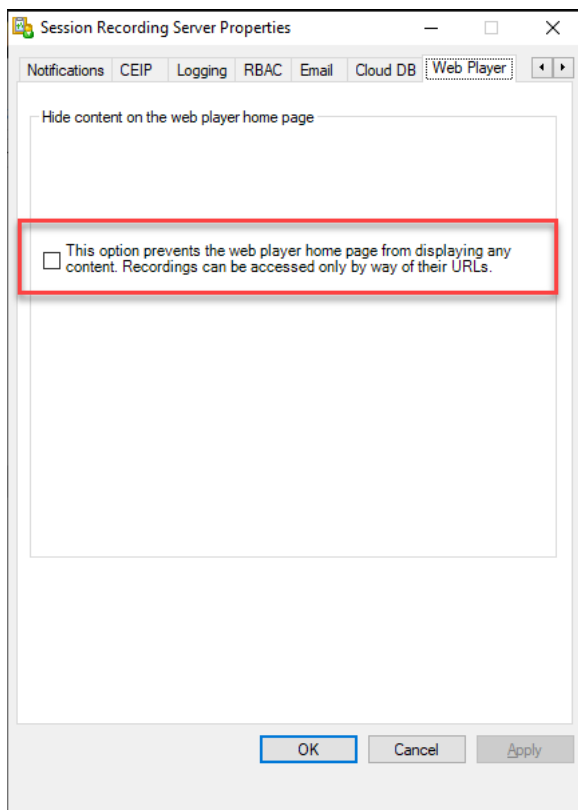 Session Recording Server Properties
Notifications CEIP Logging RBAC Email Cloud DB Web Player
Hide content on the web player home page
This option prevents the web player home page from displaying any
content. Recordings can be accessed only by way of their URLs.
OK Cancel Apply